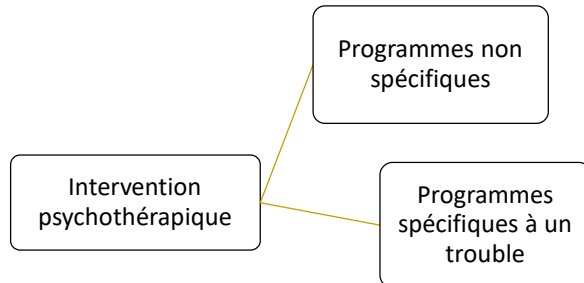 Programmes non
spécifiques
Intervention
psychothérapique
Programmes
spécifiques à un
trouble